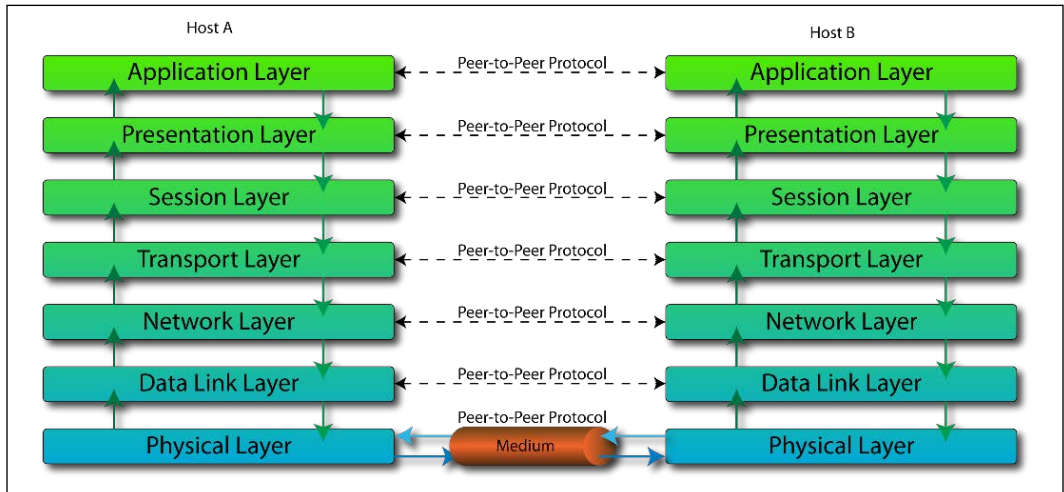 Host A
Host B
Application Layer
Peer-to-Peer Protocol
Application Layer
Presentation Layer
Peer-to-Peer Protocol
Presentation Layer
Session Layer
Peer-to-Peer Protocol
Session Layer
Transport Layer
Peer-to-Peer Protocol
Transport Layer
Network Layer
Peer-to-Peer Protocol
Network Layer
Data Link Layer
Peer-to-Peer Protocol
Data Link Layer
Peer-to-Peer Protocol
Physical Layer
Medium
Physical Layer